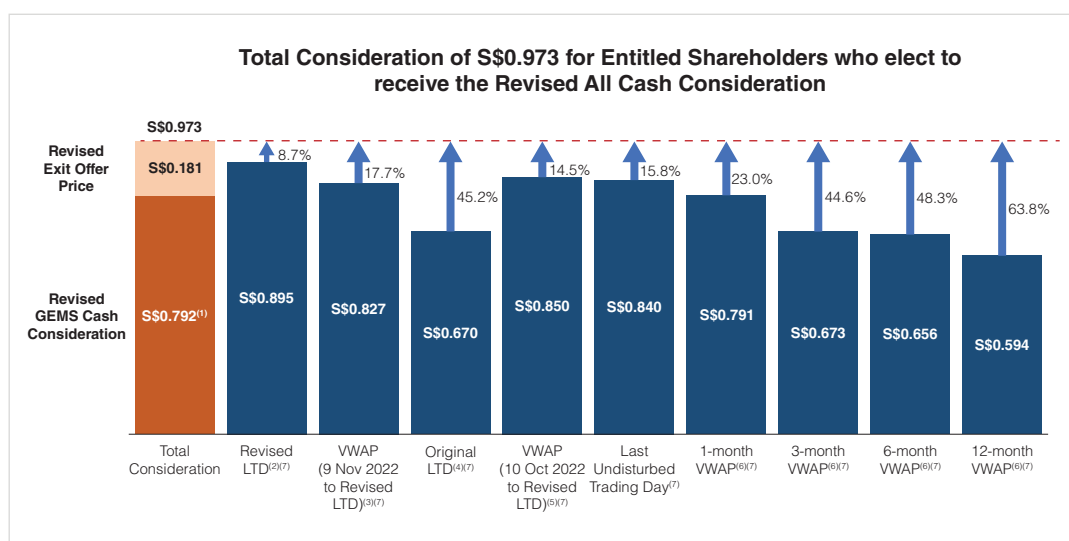 Total Consideration of S$0.973 for Entitled Shareholders who elect to
receive the Revised All Cash Consideration
S$0.973
Revised
Exit Offer
Price
S$0.181
8.7%
17.7%
45.2%
14.5%
15.8%
23.0%
44.6%
48.3%
63.8%
Revised
GEMS Cash
Consideration
S$0.792(1)
S$0.895
S$0.827
S$0.670
S$0.850
S$0.840
S$0.791
S$0.673
S$0.656
S$0.594
Total
Consideration
Revised
LTD(2)(7)
VWAP
(9 Nov 2022
to Revised
LTD)(3)(7)
Original
LTD(4)(7)
VWAP
(10 Oct 2022
to Revised
LTD)(5)(7)
Last
Undisturbed
Trading Day(7)
1-month
VWAP(6)(7)
3-month
VWAP(6)(7)
6-month
VWAP(6)(7)
12-month
VWAP(6)(7)